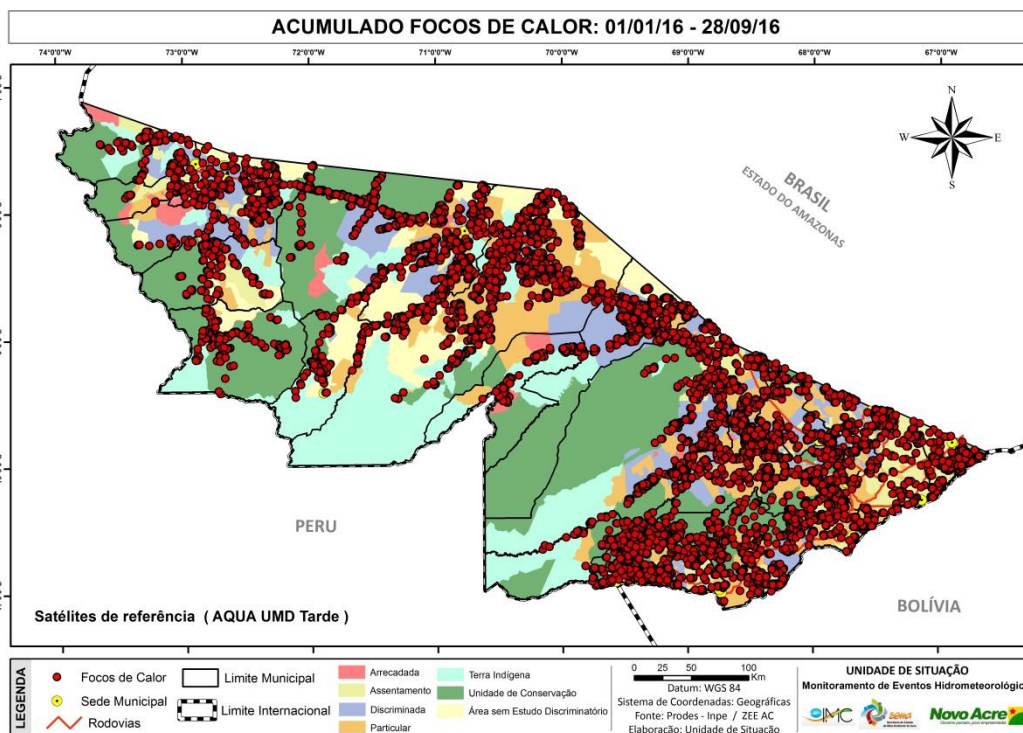 ACUMULADO FOCOS DE CALOR: 01/01/16 - 28/09/16
74°0'0"W 73°0'0"W 72°0'0"W 71°0'0"W 70°0'0"W 69°0'0"W 68°0'0"W 67°0'0"W
N
W E
S
BRASIL
ESTADO DO AMAZONAS
PERU
BOLÍVIA
Satélites de referência ( AQUA UMD Tarde )
LEGENDA
Focos de Calor
Sede Municipal
Rodovias
Limite Municipal
Limite Internacional
Arrecadada
Assentamento
Discriminada
Particular
Terra Indígena
Unidade de Conservação
Área sem Estudo Discriminatório
0 25 50 100
Km
Datum: WGS 84
Sistema de Coordenadas: Geográficas
Fonte: Prodes - Inpe / ZEE AC
Elaboração: Unidade de Situação
UNIDADE DE SITUAÇÃO
Monitoramento de Eventos Hidrometeorológic
IMC
sema
Novo Acre